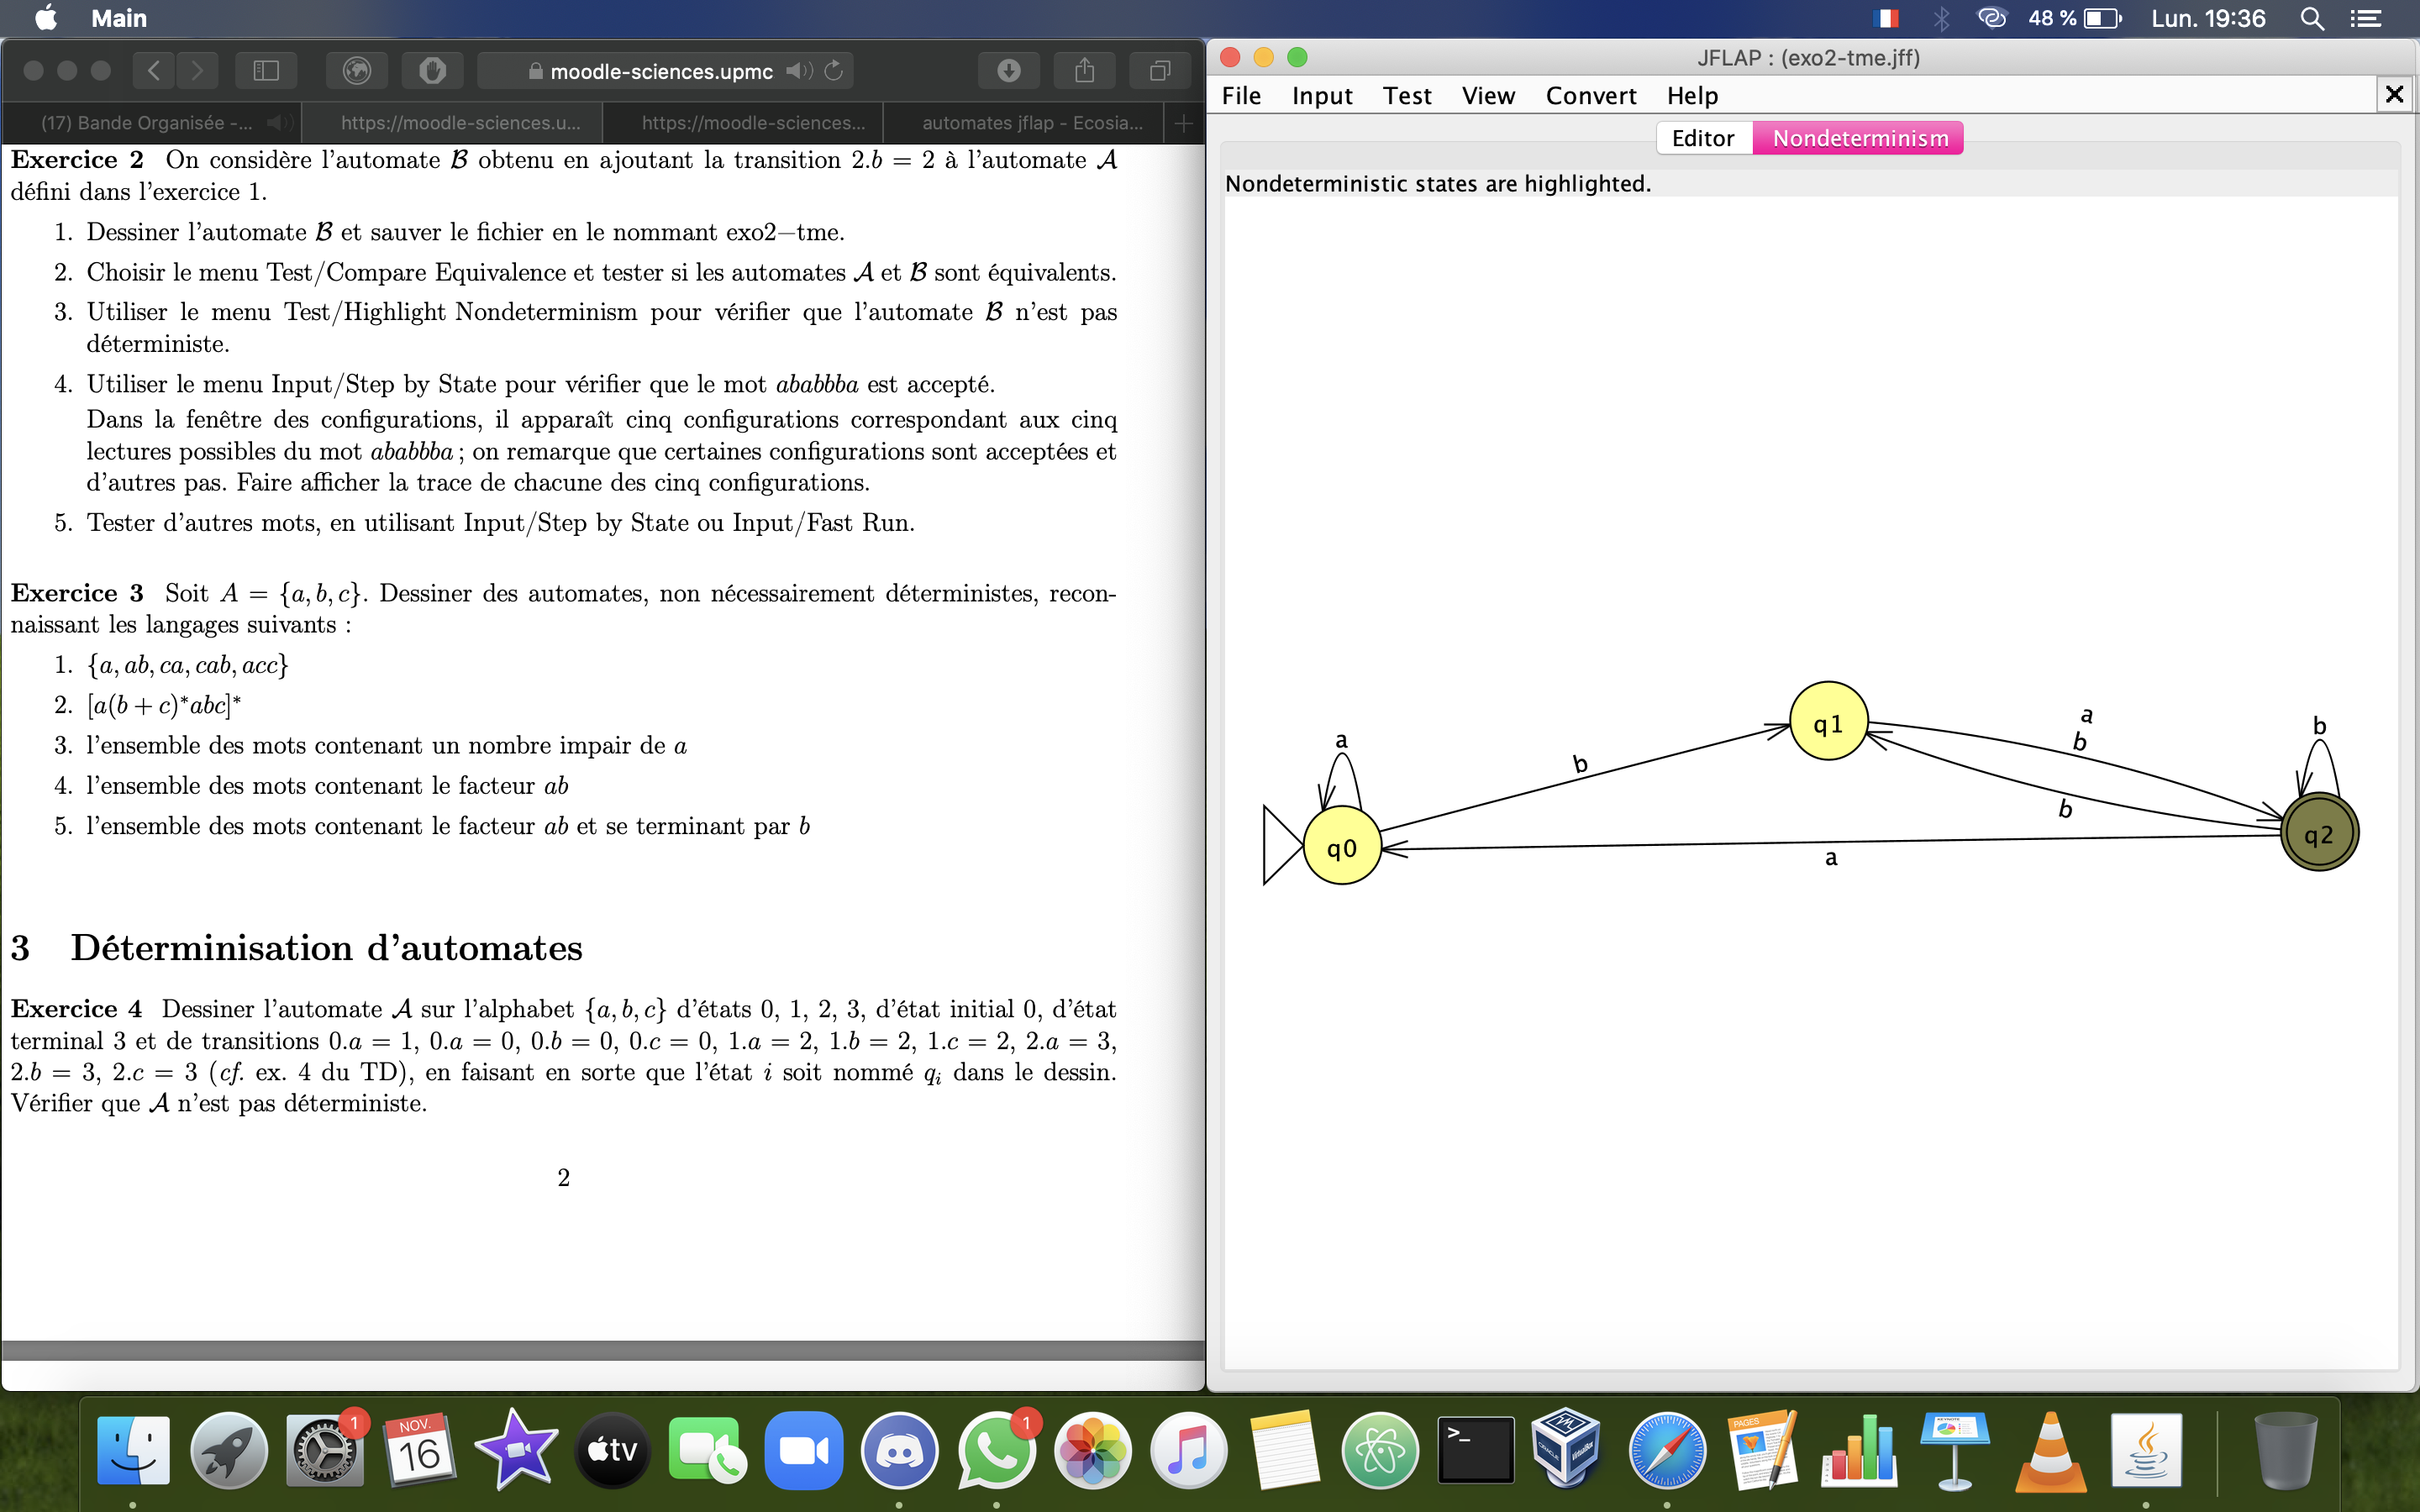 Main
48 %
Lun. 19:36
moodle-sciences.upmc
(17) Bande Organisée -...
https://moodle-sciences.u...
https://moodle-sciences...
automates jflap - Ecosia...
Exercice 2 On considère l'automate ℬ obtenu en ajoutant la transition 2.b = 2 à l'automate 𝒜
défini dans l'exercice 1.
1. Dessiner l'automate ℬ et sauver le fichier en le nommant exo2−tme.
2. Choisir le menu Test/Compare Equivalence et tester si les automates 𝒜 et ℬ sont équivalents.
3. Utiliser le menu Test/Highlight Nondeterminism pour vérifier que l'automate ℬ n'est pas
déterministe.
4. Utiliser le menu Input/Step by State pour vérifier que le mot ababbba est accepté.
Dans la fenêtre des configurations, il apparaît cinq configurations correspondant aux cinq
lectures possibles du mot ababbba ; on remarque que certaines configurations sont acceptées et
d'autres pas. Faire afficher la trace de chacune des cinq configurations.
5. Tester d'autres mots, en utilisant Input/Step by State ou Input/Fast Run.
Exercice 3 Soit A = {a, b, c}. Dessiner des automates, non nécessairement déterministes, recon-
naissant les langages suivants :
1. {a, ab, ca, cab, acc}
2. [a(b + c)*abc]*
3. l'ensemble des mots contenant un nombre impair de a
4. l'ensemble des mots contenant le facteur ab
5. l'ensemble des mots contenant le facteur ab et se terminant par b
3 Déterminisation d'automates
Exercice 4 Dessiner l'automate 𝒜 sur l'alphabet {a, b, c} d'états 0, 1, 2, 3, d'état initial 0, d'état
terminal 3 et de transitions 0.a = 1, 0.a = 0, 0.b = 0, 0.c = 0, 1.a = 2, 1.b = 2, 1.c = 2, 2.a = 3,
2.b = 3, 2.c = 3 (cf. ex. 4 du TD), en faisant en sorte que l'état i soit nommé qᵢ dans le dessin.
Vérifier que 𝒜 n'est pas déterministe.
2
JFLAP : (exo2-tme.jff)
File Input Test View Convert Help
Editor Nondeterminism
Nondeterministic states are highlighted.
a
b
q1
a
b
b
b
q0
q2
a
1
NOV.
16
tv
1
>_
PAGES
KEYNOTE